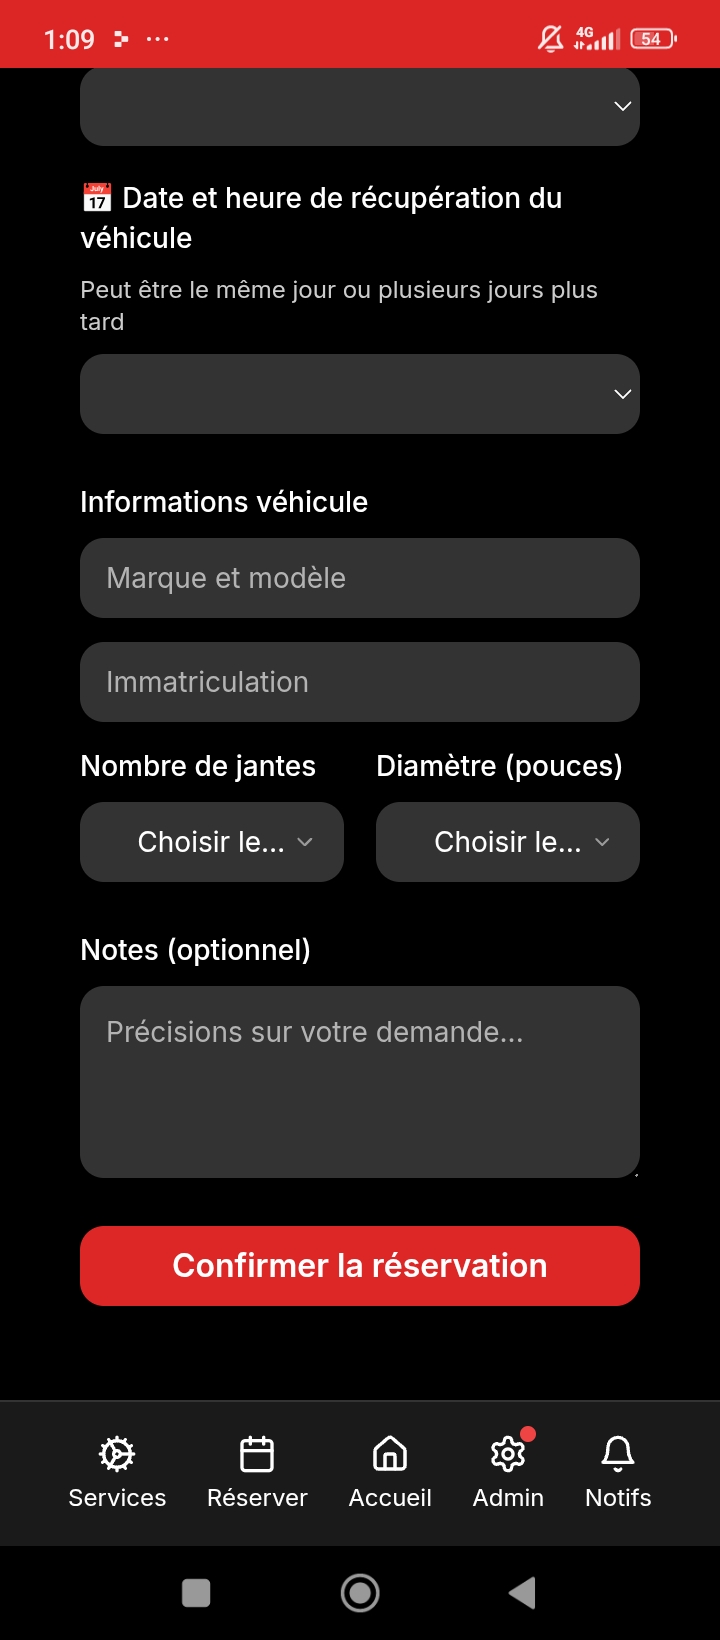 1:09
4G
54
July
17
Date et heure de récupération du
véhicule
Peut être le même jour ou plusieurs jours plus
tard
Informations véhicule
Marque et modèle
Immatriculation
Nombre de jantes
Diamètre (pouces)
Choisir le...
Choisir le...
Notes (optionnel)
Précisions sur votre demande...
Confirmer la réservation
Services
Réserver
Accueil
Admin
Notifs